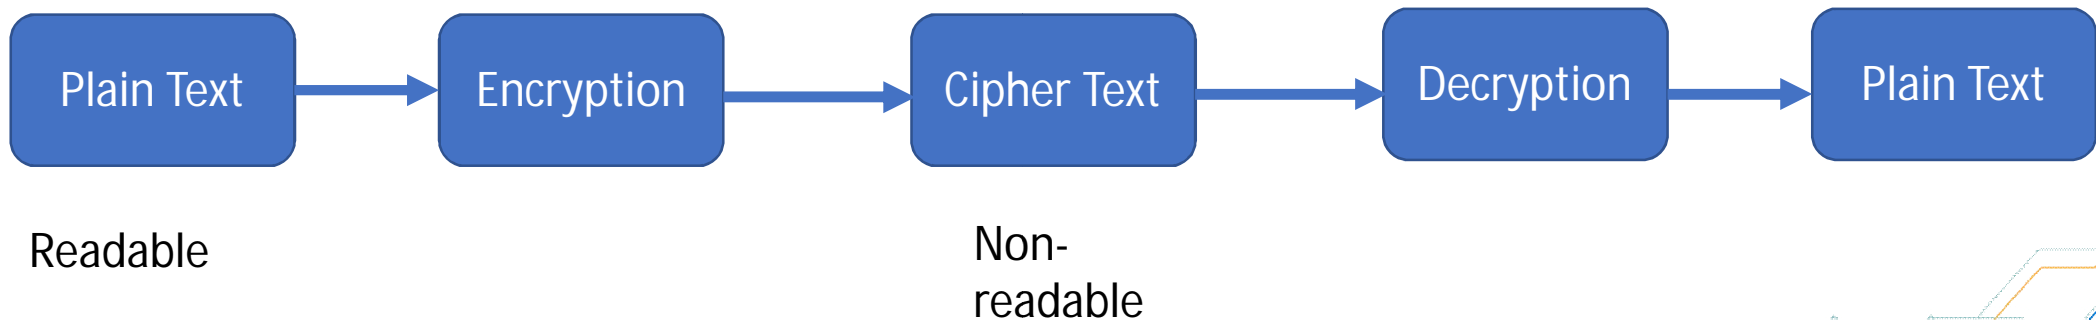 Plain Text
Encryption
Cipher Text
Decryption
Plain Text
Readable
Non-
readable